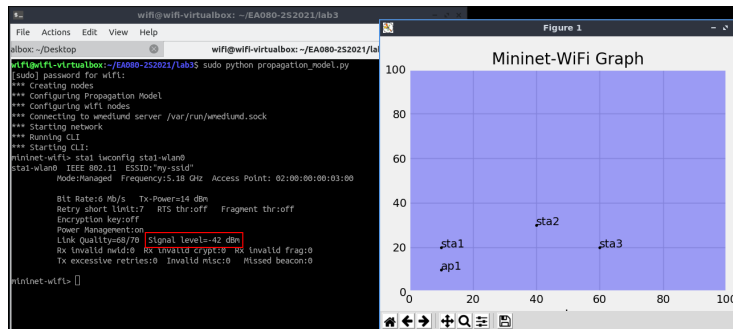 wifi@wifi-virtualbox: ~/EA080-2S2021/lab3
File Actions Edit View Help
albox: ~/Desktop
wifi@wifi-virtualbox: ~/EA080-2S2021/la
wifi@wifi-virtualbox:~/EA080-2S2021/lab3$ sudo python propagation_model.py
[sudo] password for wifi:
*** Creating nodes
*** Configuring Propagation Model
*** Configuring wifi nodes
*** Connecting to wmediumd server /var/run/wmediumd.sock
*** Starting network
*** Running CLI
*** Starting CLI:
mininet-wifi> sta1 iwconfig sta1-wlan0
sta1-wlan0 IEEE 802.11 ESSID:"my-ssid"
Mode:Managed Frequency:5.18 GHz Access Point: 02:00:00:00:03:00
Bit Rate:6 Mb/s Tx-Power=14 dBm
Retry short limit:7 RTS thr:off Fragment thr:off
Encryption key:off
Power Management:on
Link Quality=68/70 Signal level=-42 dBm
Rx invalid nwid:0 Rx invalid crypt:0 Rx invalid frag:0
Tx excessive retries:0 Invalid misc:0 Missed beacon:0
mininet-wifi>
Figure 1
Mininet-WiFi Graph
100
80
60
40
20
0
sta2
sta1
sta3
ap1
0 20 40 60 80 100